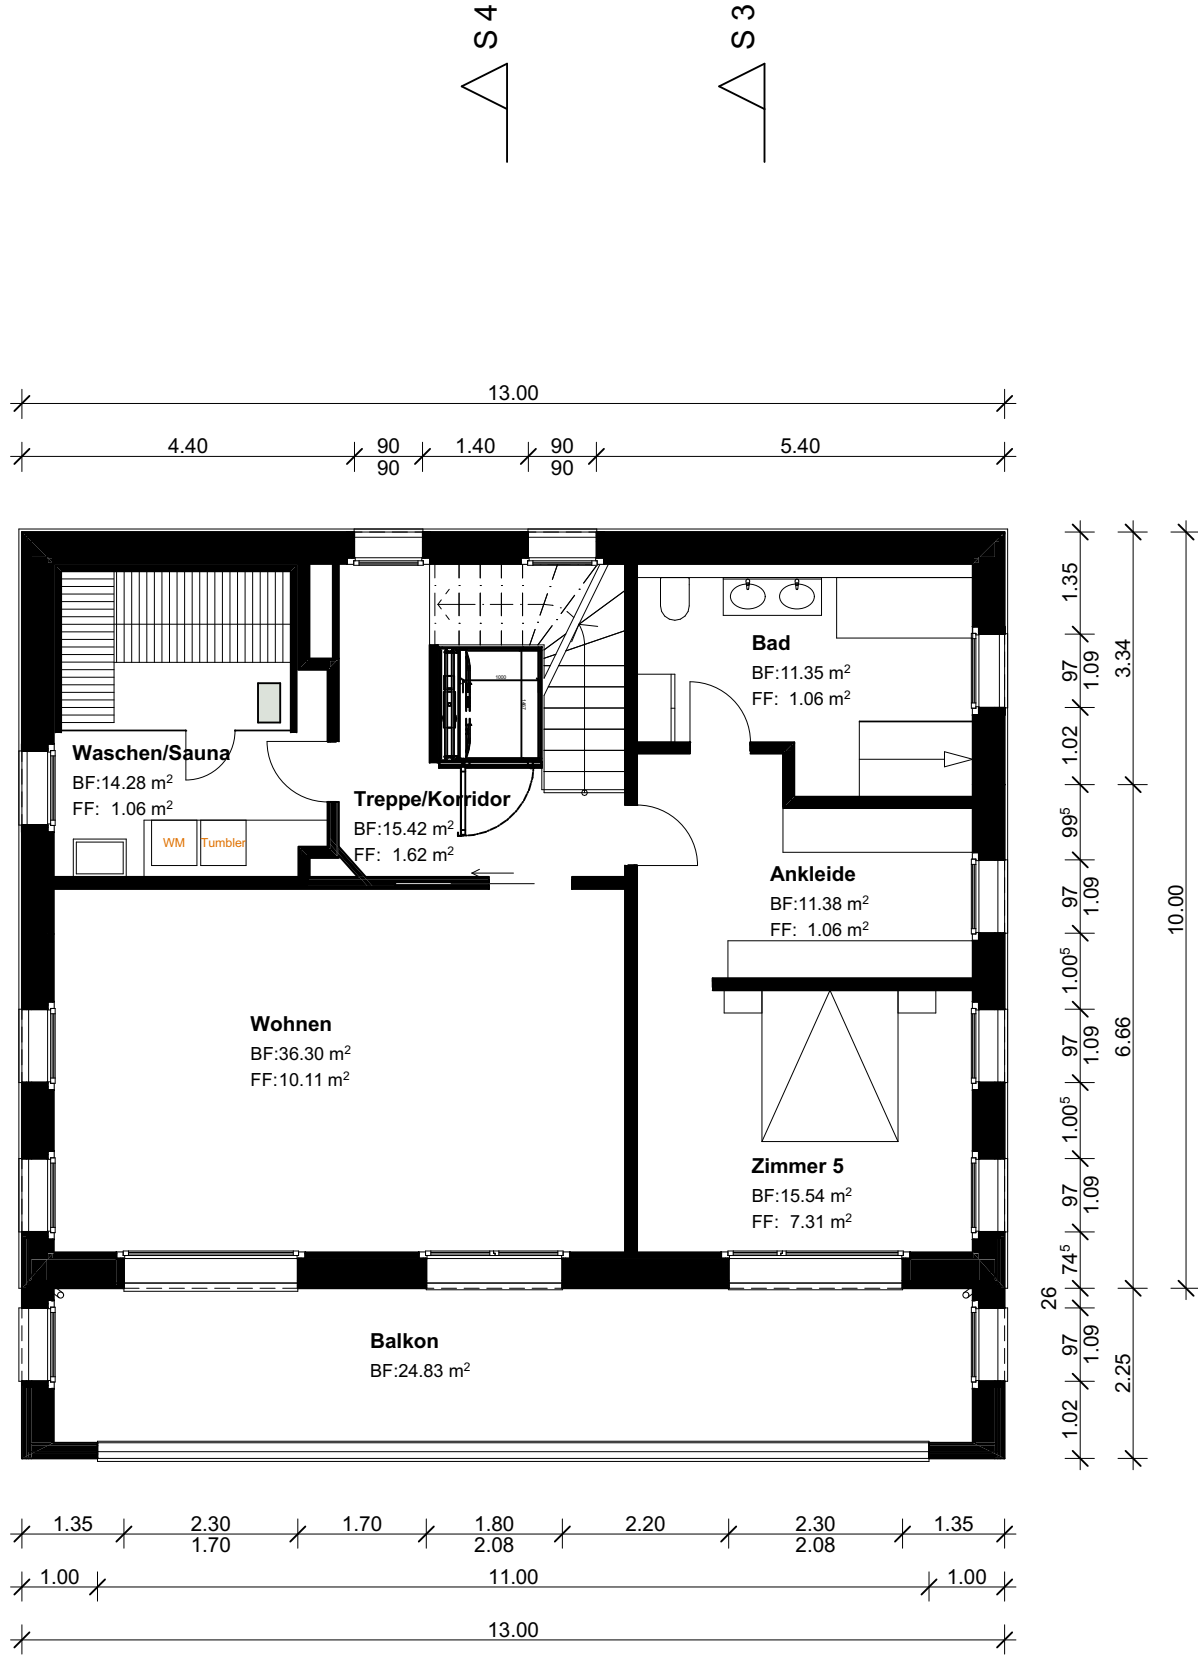 S 4
S 3
13.00
4.40
90
1.40
90
5.40
90
90
1.35
97
1.09
3.34
1.02
99⁵
97
1.09
10.00
1.00⁵
97
1.09
6.66
1.00⁵
97
1.09
74⁵
26
97
1.09
2.25
1.02
1000
Bad
BF:11.35 m²
FF: 1.06 m²
Waschen/Sauna
BF:14.28 m²
FF: 1.06 m²
WM
Tumbler
Treppe/Korridor
BF:15.42 m²
FF: 1.62 m²
Ankleide
BF:11.38 m²
FF: 1.06 m²
Wohnen
BF:36.30 m²
FF:10.11 m²
Zimmer 5
BF:15.54 m²
FF: 7.31 m²
Balkon
BF:24.83 m²
1.35
2.30
1.70
1.80
2.20
2.30
1.35
1.70
2.08
2.08
1.00
11.00
1.00
13.00